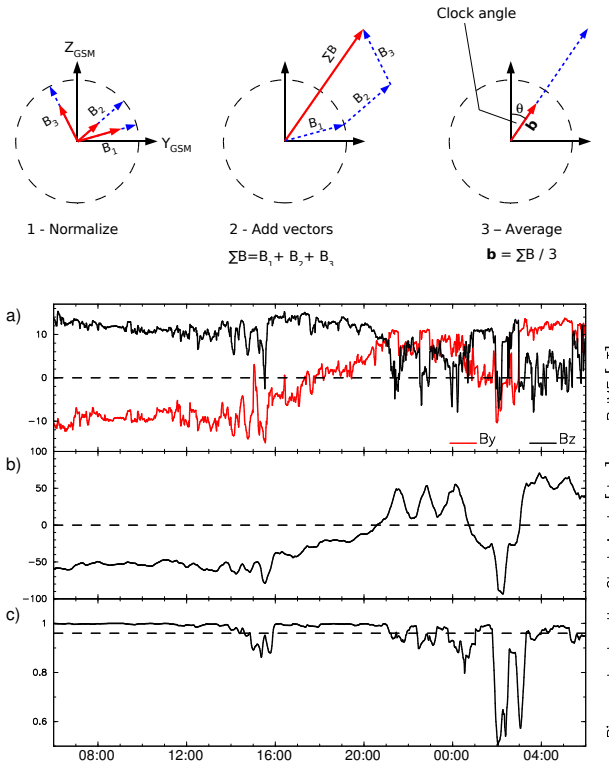 Clock angle
Z GSM
B3
B2
B1
Y GSM
ΣB
B3
B2
B1
θ
b
1 - Normalize
2 - Add vectors
3 – Average
ΣB=B1+ B2+ B3
b = ΣB / 3
a)
10
0
−10
By
Bz
b)
100
50
0
−50
−100
c)
1
0.8
0.6
08:00
12:00
16:00
20:00
00:00
04:00